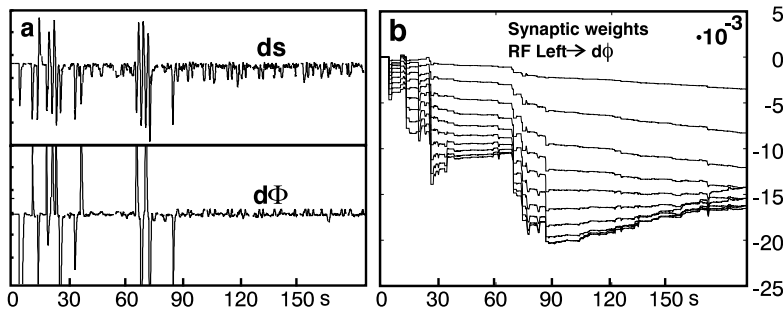 a
ds
dΦ
0 30 60 90 120 150 s
b
Synaptic weights
RF Left→ dϕ
·10⁻³
5
0
-5
-10
-15
-20
-25
0 30 60 90 120 150 s